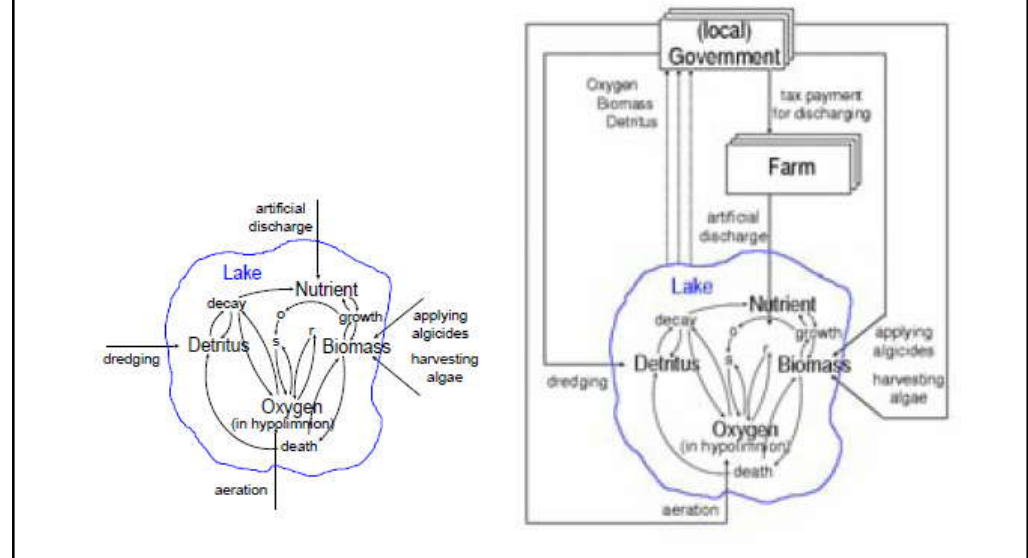 artificial
discharge
Lake
Nutrient
decay
o
growth
s
r
Detritus
Biomass
applying
algicides
dredging
harvesting
algae
Oxygen
(in hypolimnion)
death
aeration
(local)
Government
Oxygen
Biomass
Detritus
tax payment
for discharging
Farm
artificial
discharge
Lake
Nutrient
decay
o
growth
s
r
Detritus
Biomass
applying
algicides
dredging
harvesting
algae
Oxygen
(in hypolimnion)
death
aeration